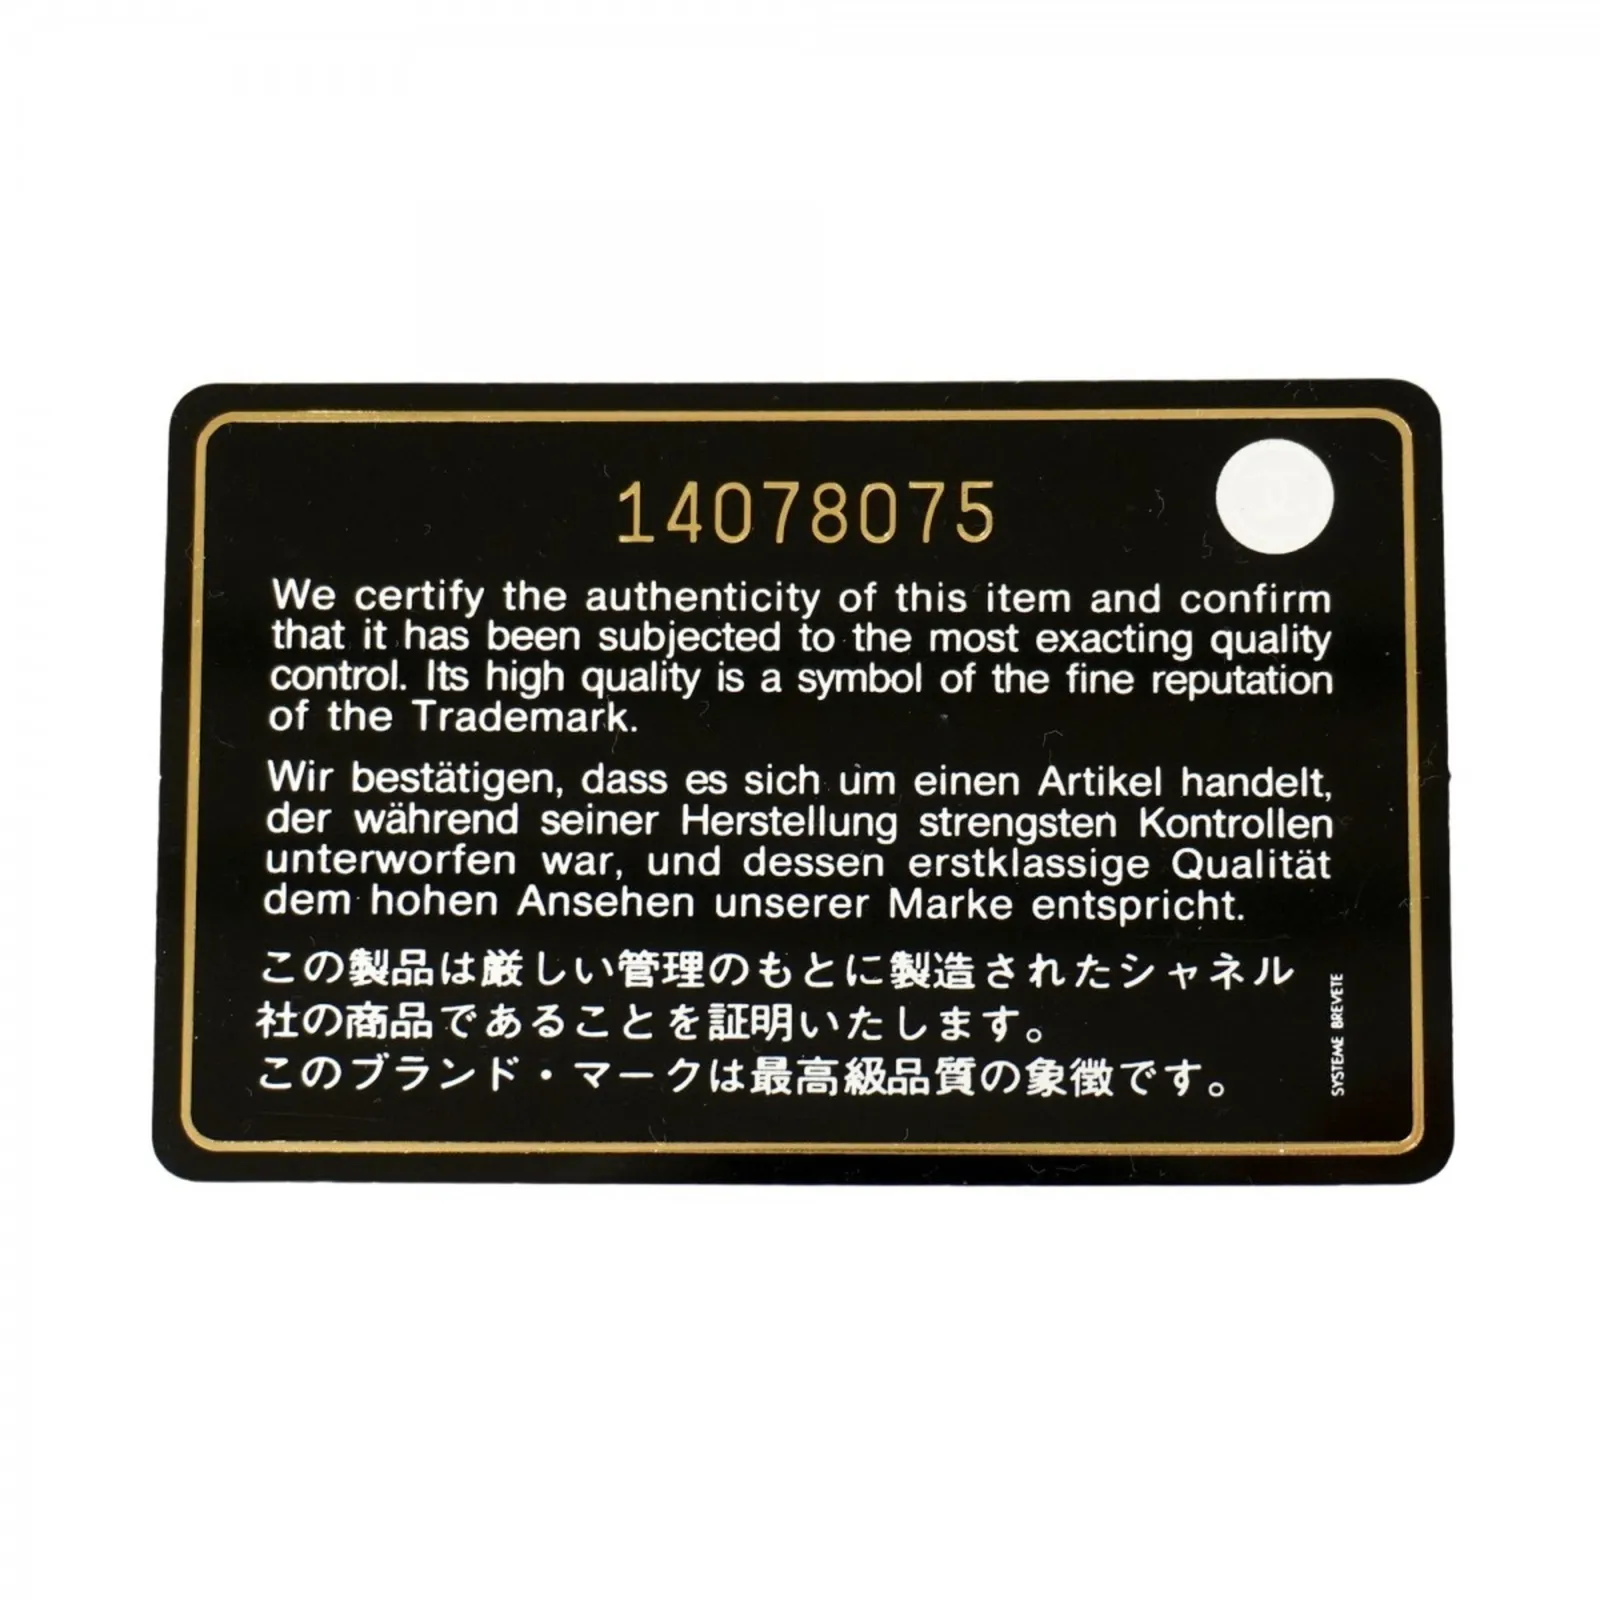 14078075
We certify the authenticity of this item and confirm
that it has been subjected to the most exacting quality
control. Its high quality is a symbol of the fine reputation
of the Trademark.
Wir bestätigen, dass es sich um einen Artikel handelt,
der während seiner Herstellung strengsten Kontrollen
unterworfen war, und dessen erstklassige Qualität
dem hohen Ansehen unserer Marke entspricht.
この製品は厳しい管理のもとに製造されたシャネル
社の商品であることを証明いたします。
このブランド・マークは最高級品質の象徴です。
SYSTEME BREVETE